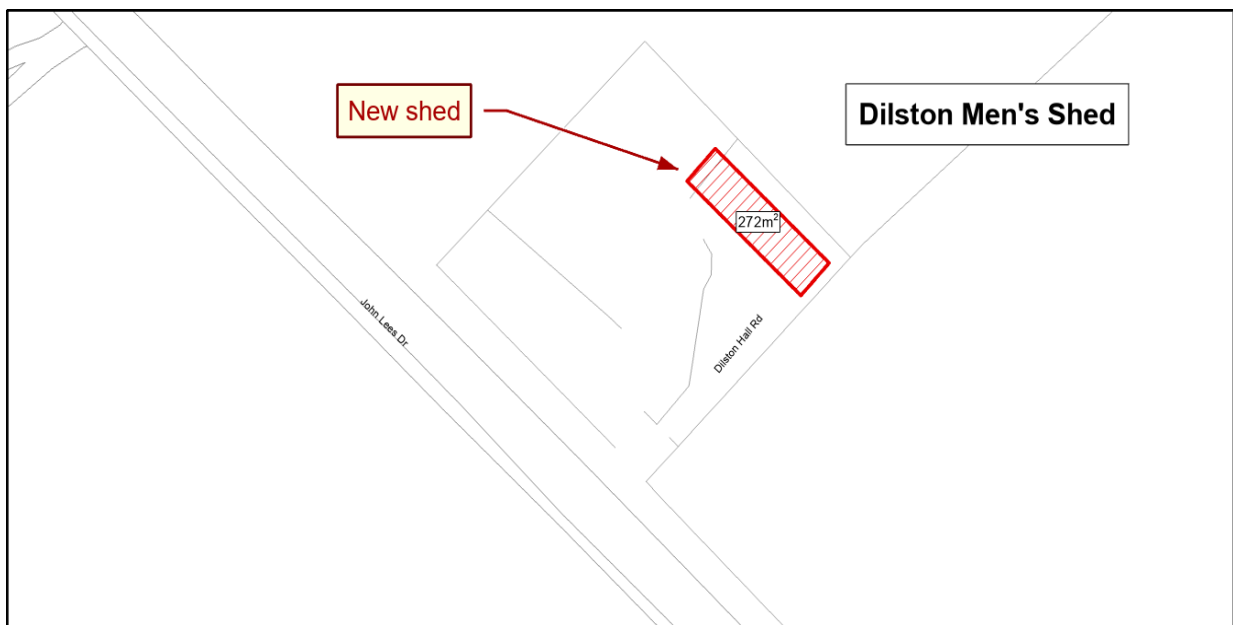 New shed
Dilston Men's Shed
272m²
John Lees Dr
Dilston Hall Rd